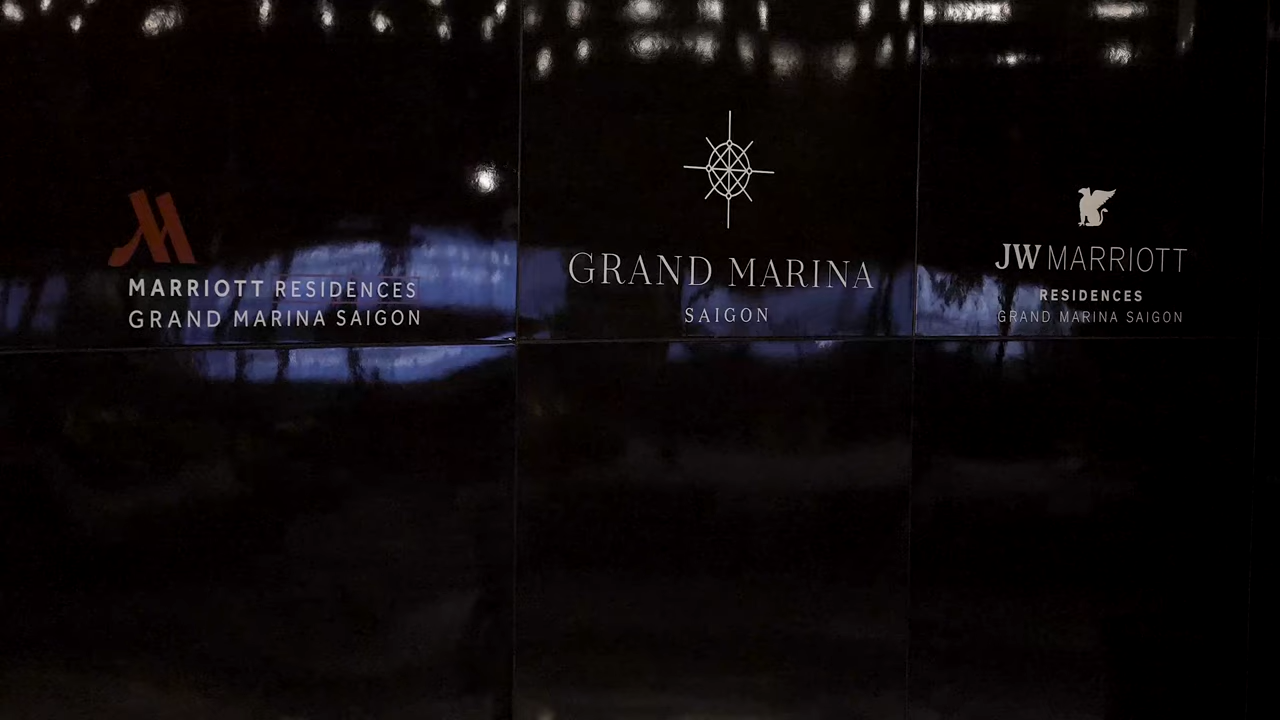 MARRIOTT RESIDENCES
GRAND MARINA SAIGON
GRAND MARINA
SAIGON
JW MARRIOTT
RESIDENCES
GRAND MARINA SAIGON